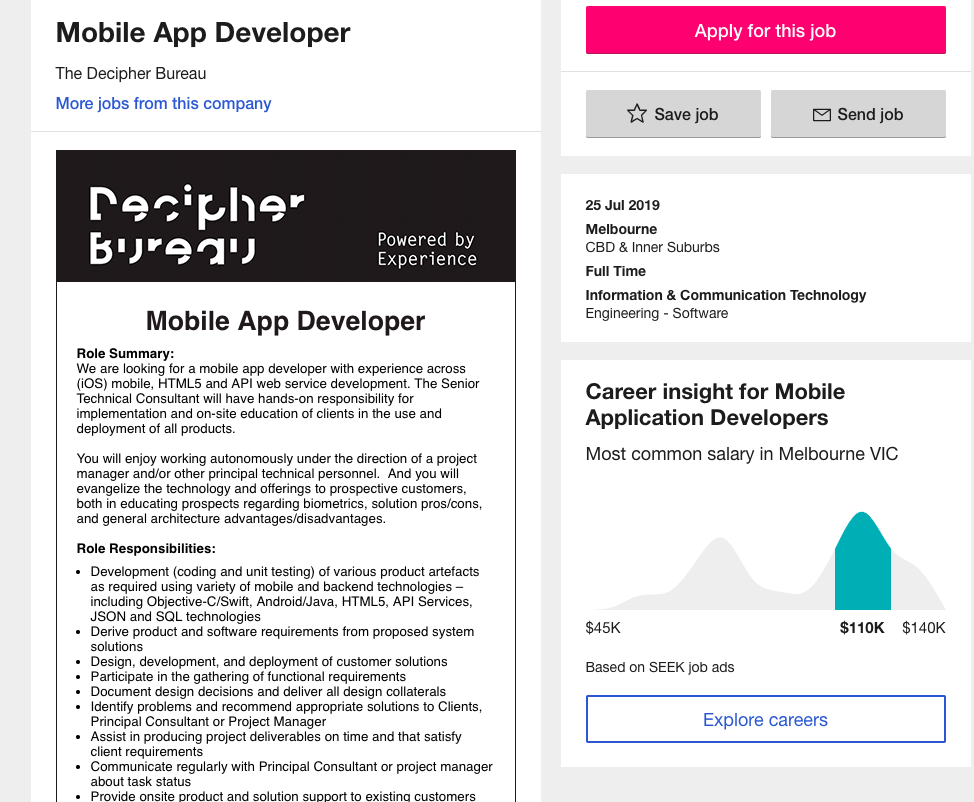 Mobile App Developer
The Decipher Bureau
More jobs from this company
Decipher
Bureau
Powered by
Experience
Mobile App Developer
Role Summary:
We are looking for a mobile app developer with experience across
(iOS) mobile, HTML5 and API web service development. The Senior
Technical Consultant will have hands-on responsibility for
implementation and on-site education of clients in the use and
deployment of all products.
You will enjoy working autonomously under the direction of a project
manager and/or other principal technical personnel.  And you will
evangelize the technology and offerings to prospective customers,
both in educating prospects regarding biometrics, solution pros/cons,
and general architecture advantages/disadvantages.
Role Responsibilities:
• Development (coding and unit testing) of various product artefacts
as required using variety of mobile and backend technologies –
including Objective-C/Swift, Android/Java, HTML5, API Services,
JSON and SQL technologies
• Derive product and software requirements from proposed system
solutions
• Design, development, and deployment of customer solutions
• Participate in the gathering of functional requirements
• Document design decisions and deliver all design collaterals
• Identify problems and recommend appropriate solutions to Clients,
Principal Consultant or Project Manager
• Assist in producing project deliverables on time and that satisfy
client requirements
• Communicate regularly with Principal Consultant or project manager
about task status
• Provide onsite product and solution support to existing customers
Apply for this job
Save job
Send job
25 Jul 2019
Melbourne
CBD & Inner Suburbs
Full Time
Information & Communication Technology
Engineering - Software
Career insight for Mobile
Application Developers
Most common salary in Melbourne VIC
$45K $110K $140K
Based on SEEK job ads
Explore careers